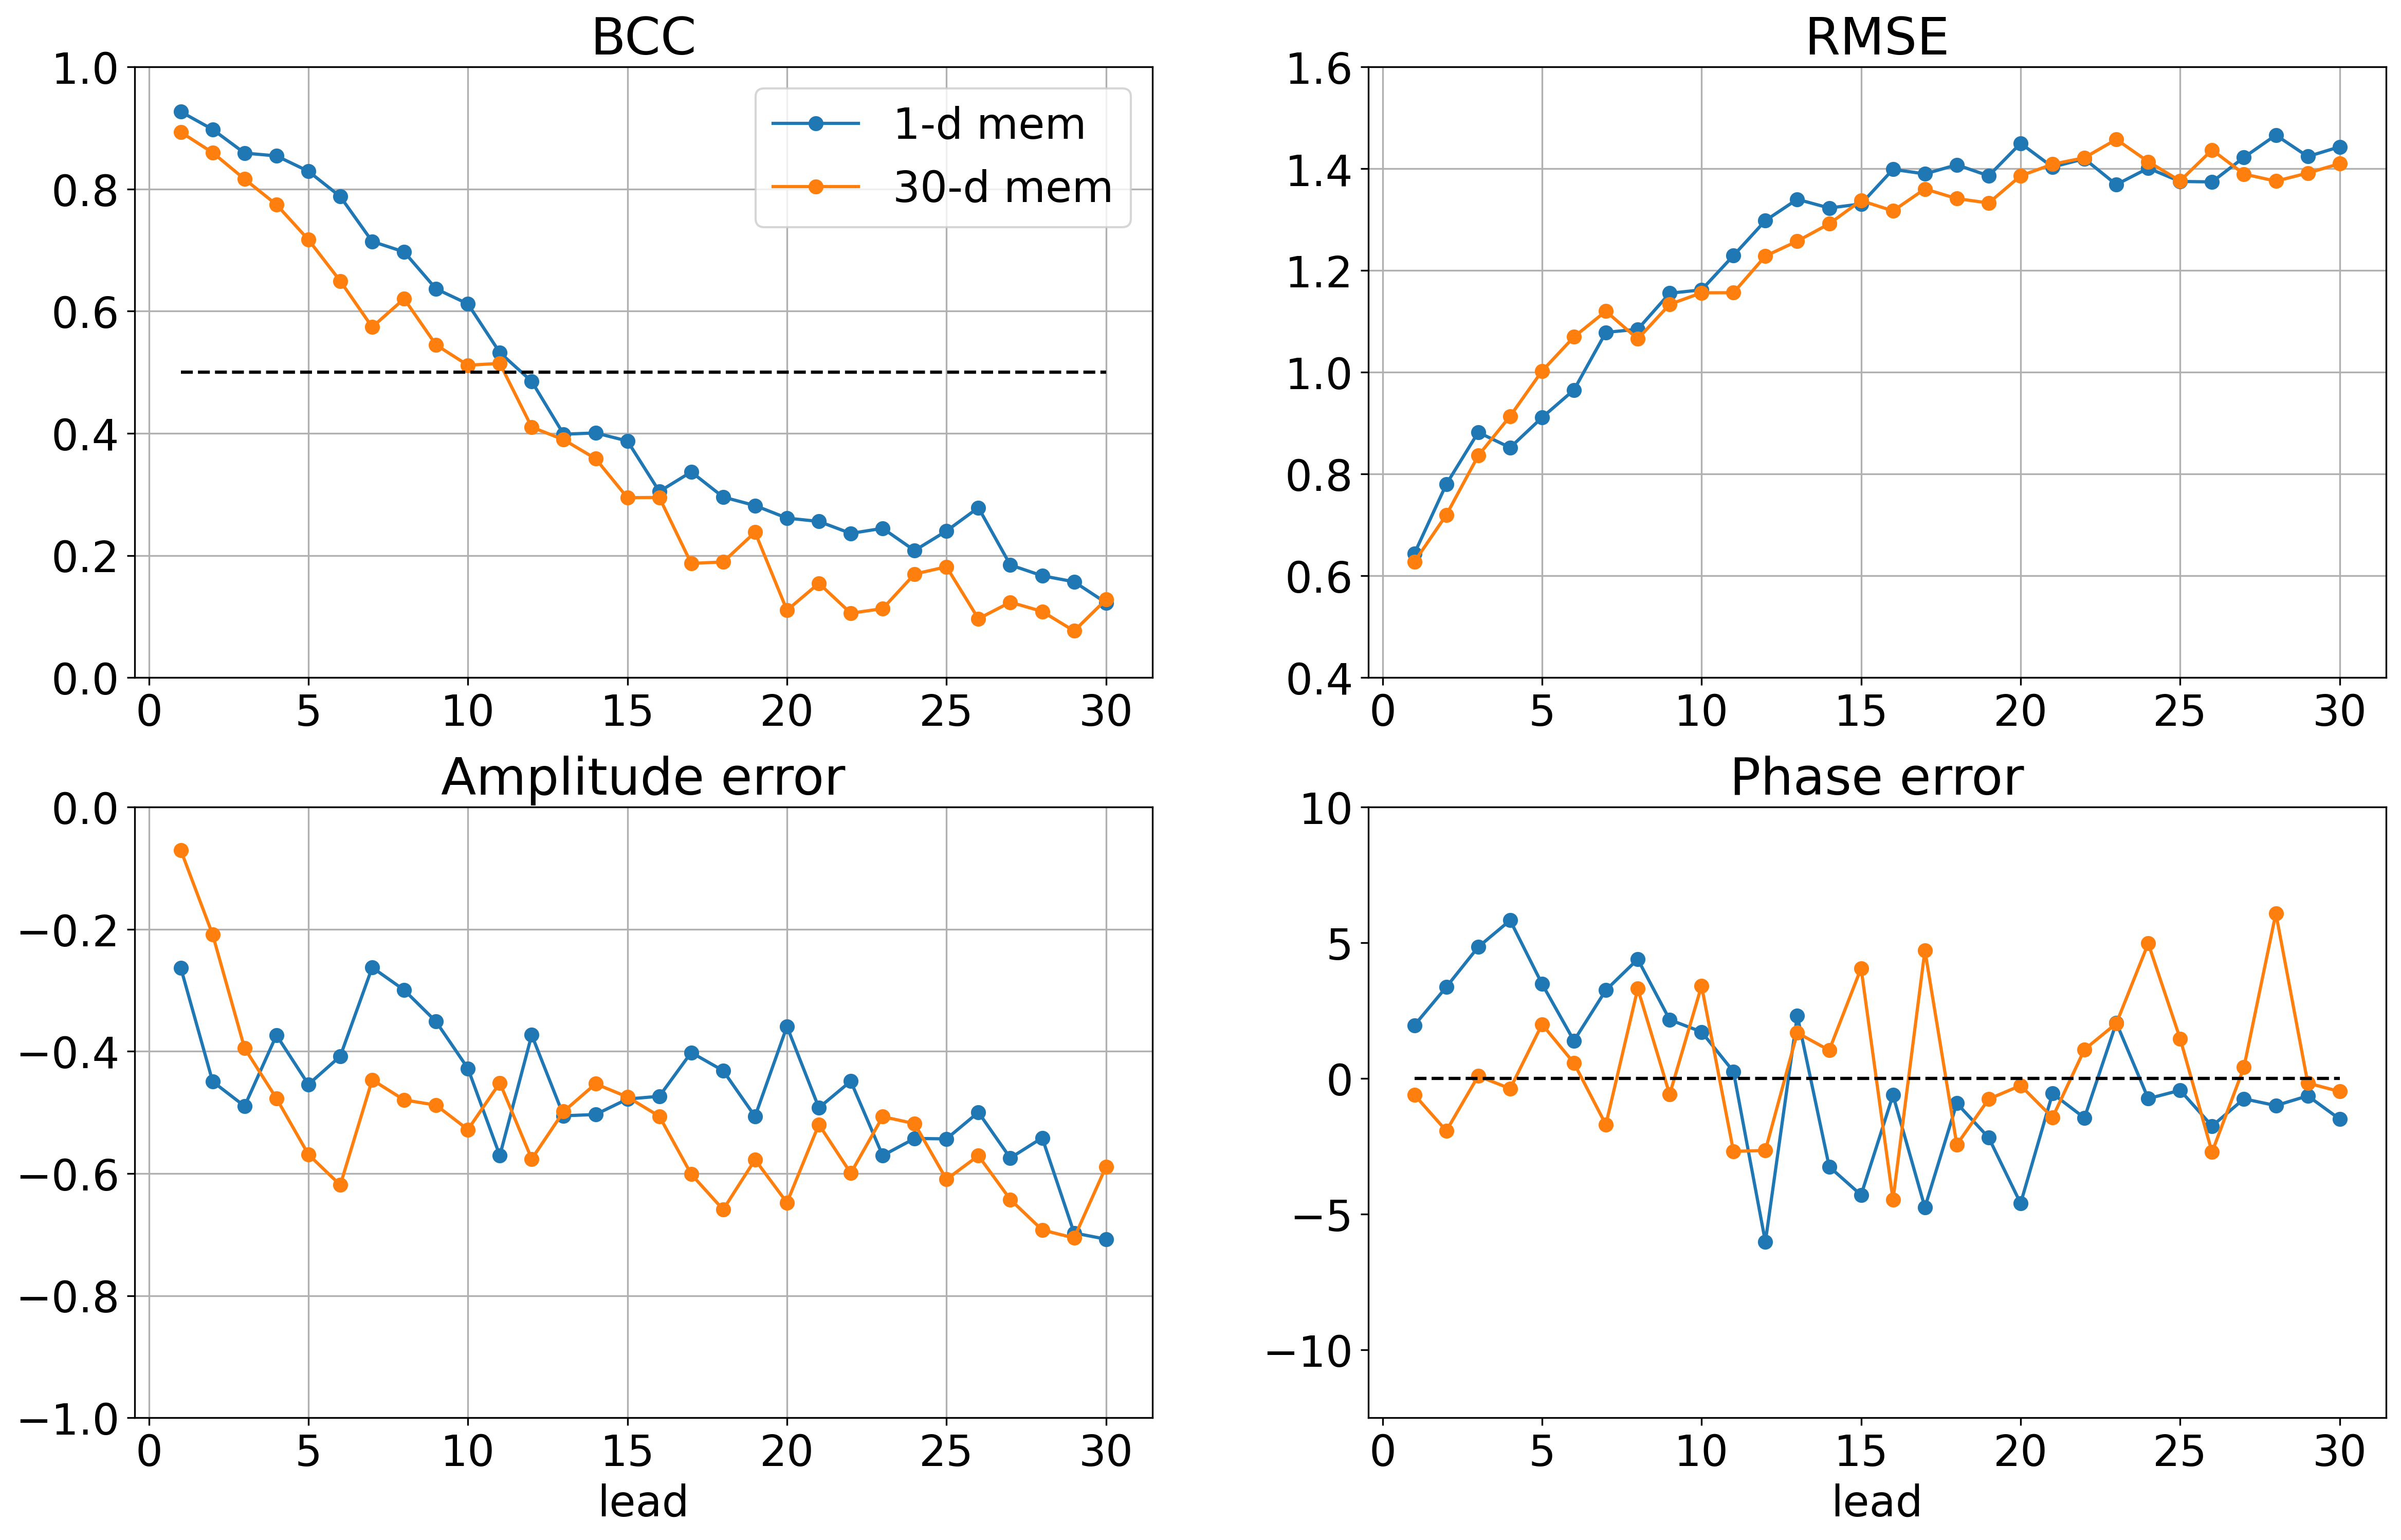 BCC
1.0
0.8
0.6
0.4
0.2
0.0
0 5 10 15 20 25 30
1-d mem
30-d mem
RMSE
1.6
1.4
1.2
1.0
0.8
0.6
0.4
0 5 10 15 20 25 30
Amplitude error
0.0
−0.2
−0.4
−0.6
−0.8
−1.0
0 5 10 15 20 25 30
lead
Phase error
10
5
0
−5
−10
0 5 10 15 20 25 30
lead